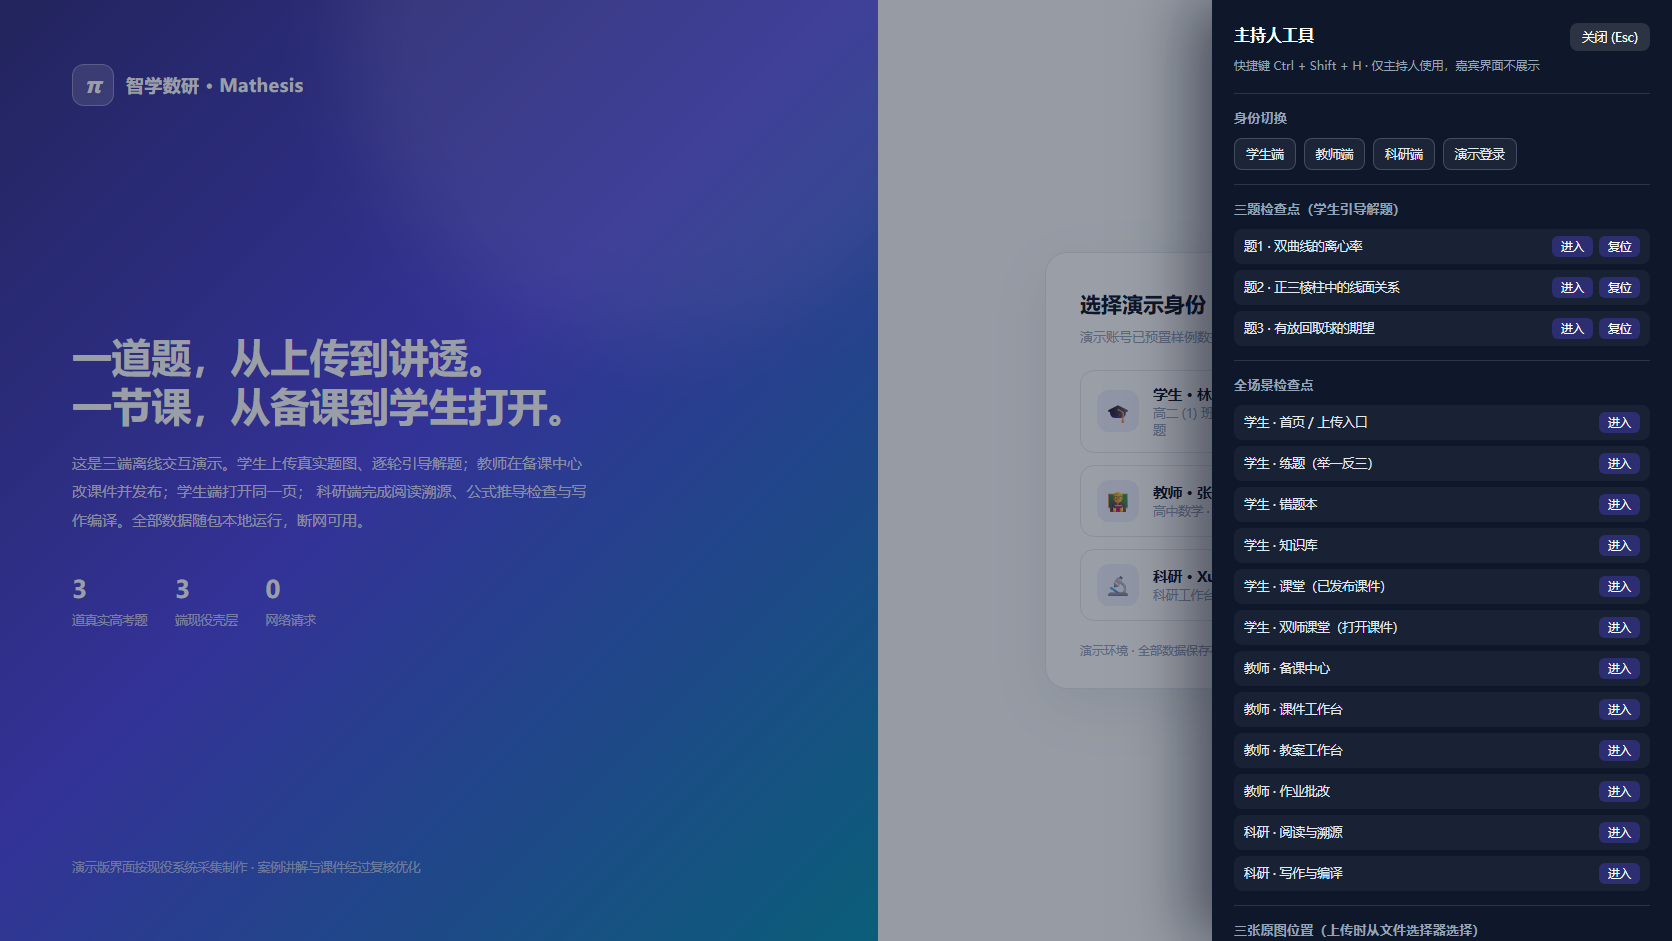 π
智学数研 • Mathesis
一道题，从上传到讲透。
一节课，从备课到学生打开。
这是三端离线交互演示。学生上传真实题图、逐轮引导解题；教师在备课中心
改课件并发布；学生端打开同一页； 科研端完成阅读溯源、公式推导检查与写
作编译。全部数据随包本地运行，断网可用。
3
道真实高考题
3
端现役壳层
0
网络请求
演示版界面按现役系统采集制作 · 案例讲解与课件经过复核优化
选择演示身份
演示账号已预置样例数
学生 • 林
高二 (1) 班
题
教师 • 张
高中数学 ·
科研 • Xu
科研工作台
演示环境 · 全部数据保存
主持人工具
关闭 (Esc)
快捷键 Ctrl + Shift + H · 仅主持人使用，嘉宾界面不展示
身份切换
学生端
教师端
科研端
演示登录
三题检查点（学生引导解题）
题1 · 双曲线的离心率
进入
复位
题2 · 正三棱柱中的线面关系
进入
复位
题3 · 有放回取球的期望
进入
复位
全场景检查点
学生 · 首页 / 上传入口
进入
学生 · 练题（举一反三）
进入
学生 · 错题本
进入
学生 · 知识库
进入
学生 · 课堂（已发布课件）
进入
学生 · 双师课堂（打开课件）
进入
教师 · 备课中心
进入
教师 · 课件工作台
进入
教师 · 教案工作台
进入
教师 · 作业批改
进入
科研 · 阅读与溯源
进入
科研 · 写作与编译
进入
三张原图位置（上传时从文件选择器选择）